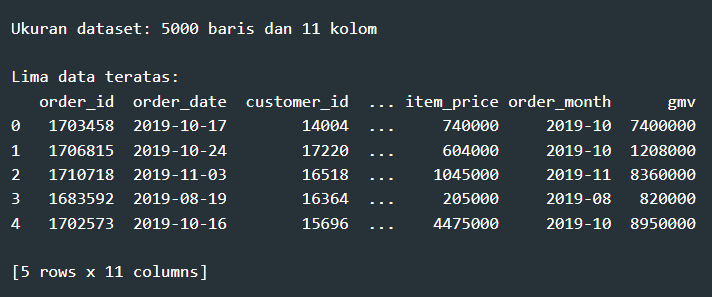 Ukuran dataset: 5000 baris dan 11 kolom
Lima data teratas:
order_id order_date customer_id ... item_price order_month gmv
0 1703458 2019-10-17 14004 ... 740000 2019-10 7400000
1 1706815 2019-10-24 17220 ... 604000 2019-10 1208000
2 1710718 2019-11-03 16518 ... 1045000 2019-11 8360000
3 1683592 2019-08-19 16364 ... 205000 2019-08 820000
4 1702573 2019-10-16 15696 ... 4475000 2019-10 8950000
[5 rows x 11 columns]